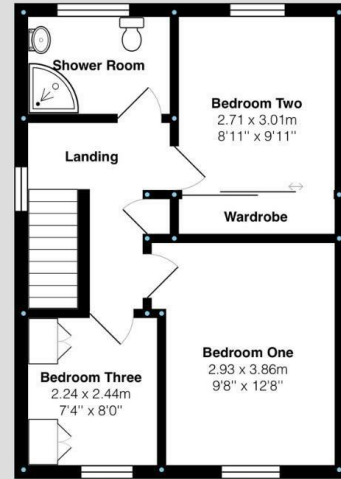 Shower Room
Bedroom Two
2.71 x 3.01m
8'11" x 9'11"
Landing
Wardrobe
Bedroom One
2.93 x 3.86m
9'8" x 12'8"
Bedroom Three
2.24 x 2.44m
7'4" x 8'0"